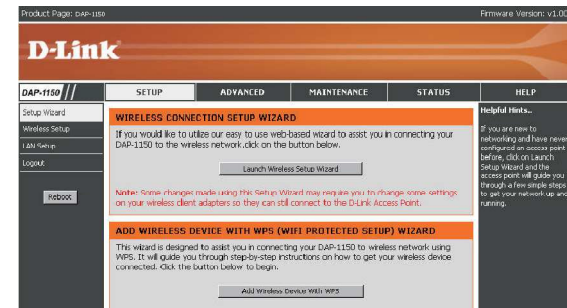 Product Page: DAP-1150
Firmware Version: v1.00
D-Link
DAP-1150 //
SETUP
ADVANCED
MAINTENANCE
STATUS
HELP
Setup Wizard
Wireless Setup
LAN Setup
Logout
Reboot
WIRELESS CONNECTION SETUP WIZARD
If you would like to utilize our easy to use web-based wizard to assist you in connecting your
DAP-1150 to the wireless network.click on the
button below.
Launch Wireless Setup Wizard
Note: Some changes made using this Setup Wizard may require you to change some settings
on your wireless client adapters so they can still connect to the D-Link Access Point.
ADD WIRELESS DEVICE WITH WPS (WIFI PROTECTED SETUP) WIZARD
This wizard is designed to assist you in connecting your DAP-1150 to wireless network using
WPS. It will guide you through step-by-step instructions on how to get your wireless device
connected. Click the button below to begin.
Add Wireless Device With WPS
Helpful Hints...
If you are new to
networking and have never
configured an access point
before, click on Launch
Setup Wizard and the
access point will guide you
through a few simple steps
to get your network up and
running.